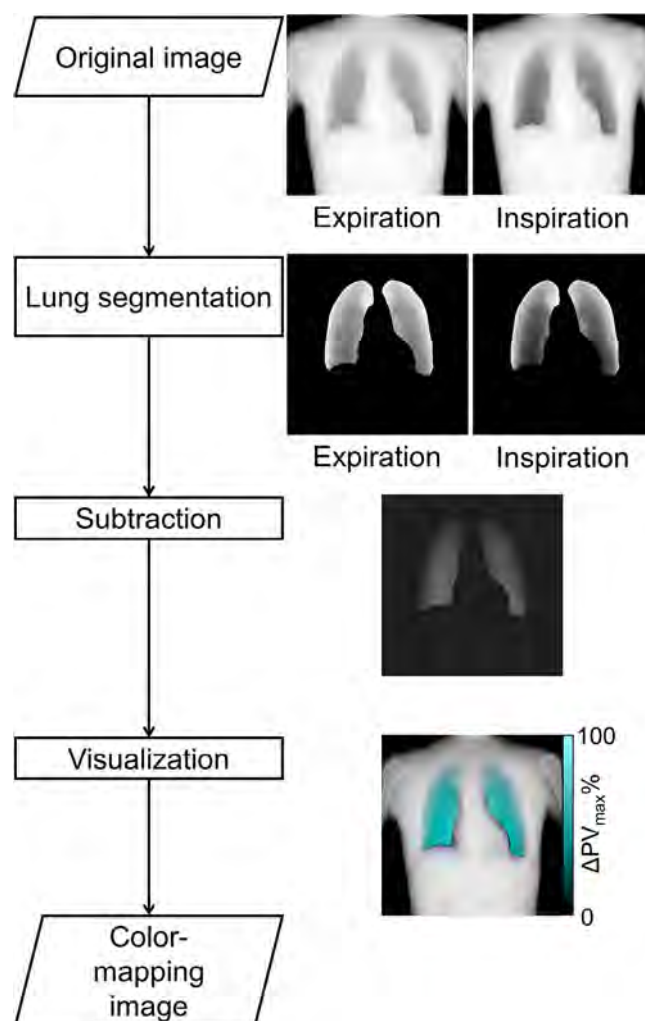 Original image
Expiration
Inspiration
Lung segmentation
Expiration
Inspiration
Subtraction
Visualization
100
ΔPVmax%
0
Color-
mapping
image